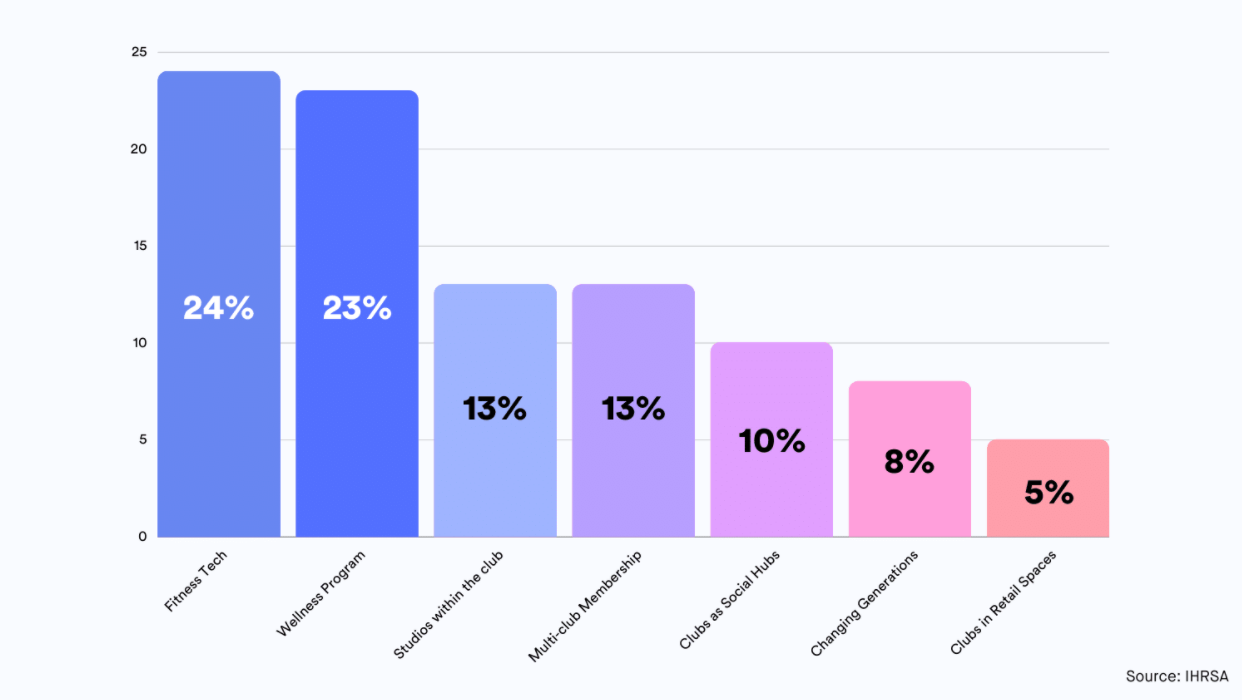 25
20
15
10
5
0
24%
23%
13%
13%
10%
8%
5%
Fitness Tech
Wellness Program
Studios within the club
Multi-club Membership
Clubs as Social Hubs
Changing Generations
Clubs in Retail Spaces
Source: IHRSA